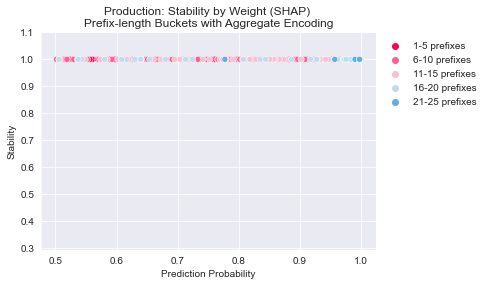 Production: Stability by Weight (SHAP)
Prefix-length Buckets with Aggregate Encoding
1.1
1.0
0.9
0.8
0.7
0.6
0.5
0.4
0.3
Stability
0.5 0.6 0.7 0.8 0.9 1.0
Prediction Probability
1-5 prefixes
6-10 prefixes
11-15 prefixes
16-20 prefixes
21-25 prefixes